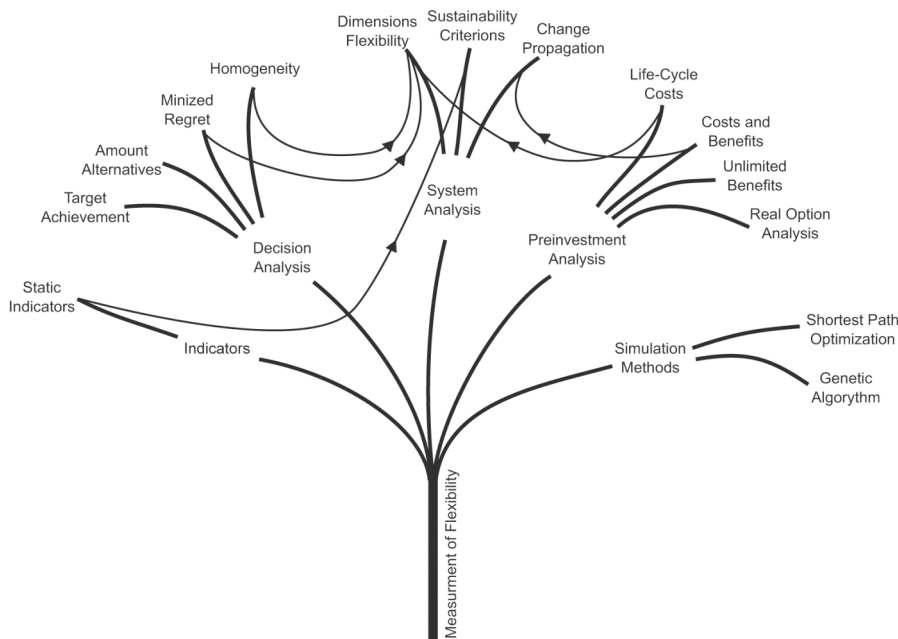 Dimensions
Flexibility
Sustainability
Criterions
Change
Propagation
Homogeneity
Life-Cycle
Costs
Minized
Regret
Costs and
Benefits
Amount
Alternatives
Unlimited
Benefits
Target
Achievement
System
Analysis
Real Option
Analysis
Decision
Analysis
Preinvestment
Analysis
Static
Indicators
Indicators
Shortest Path
Optimization
Simulation
Methods
Genetic
Algorythm
Measurment of Flexibility